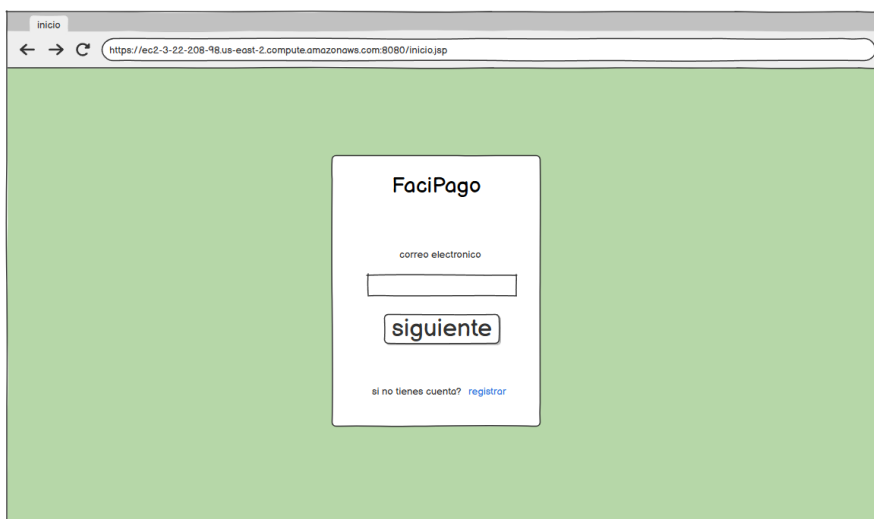 inicio
https://ec2-3-22-208-98.us-east-2.compute.amazonaws.com:8080/inicio.jsp
FaciPago
correo electronico
siguiente
si no tienes cuenta? registrar